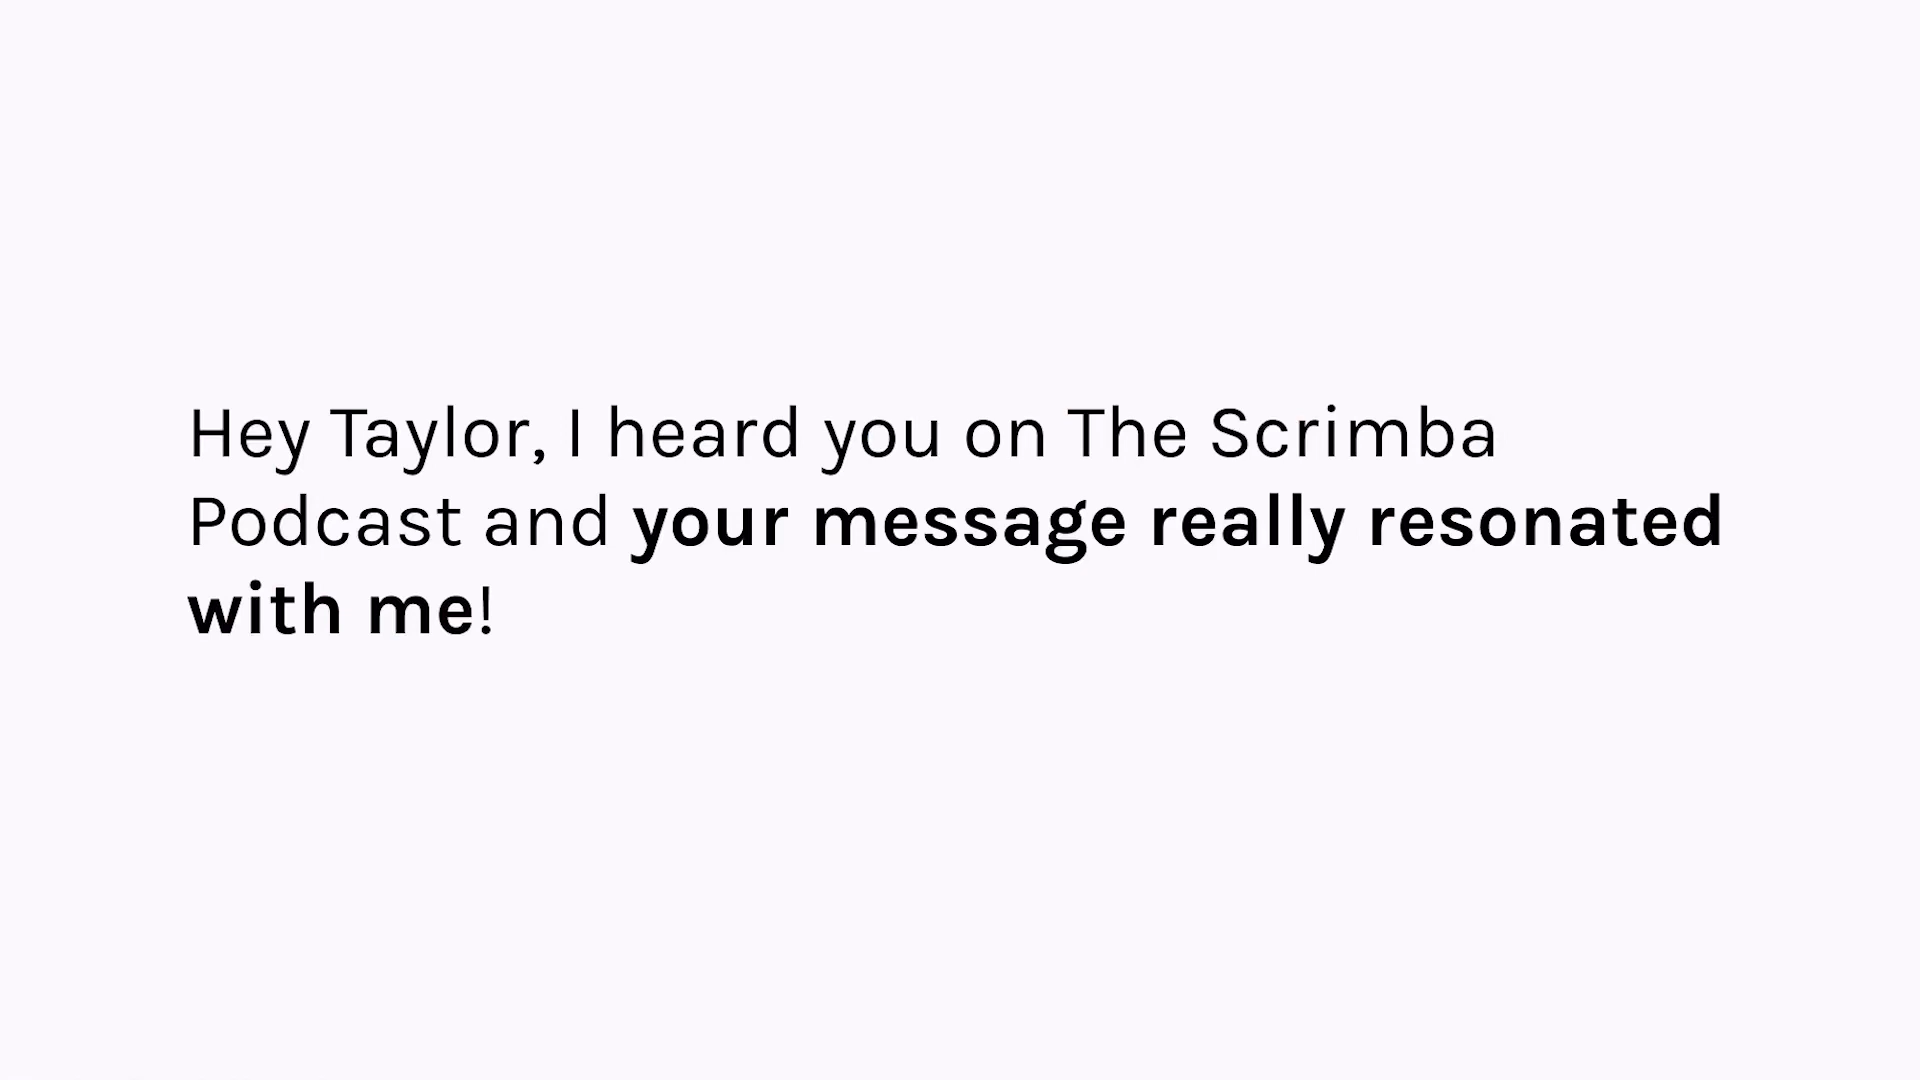 Hey Taylor, I heard you on The Scrimba
Podcast and your message really resonated
with me!